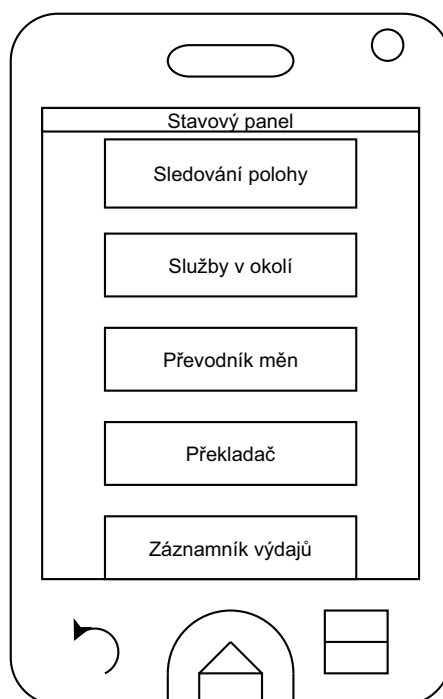 Stavový panel
Sledování polohy
Služby v okolí
Převodník měn
Překladač
Záznamník výdajů